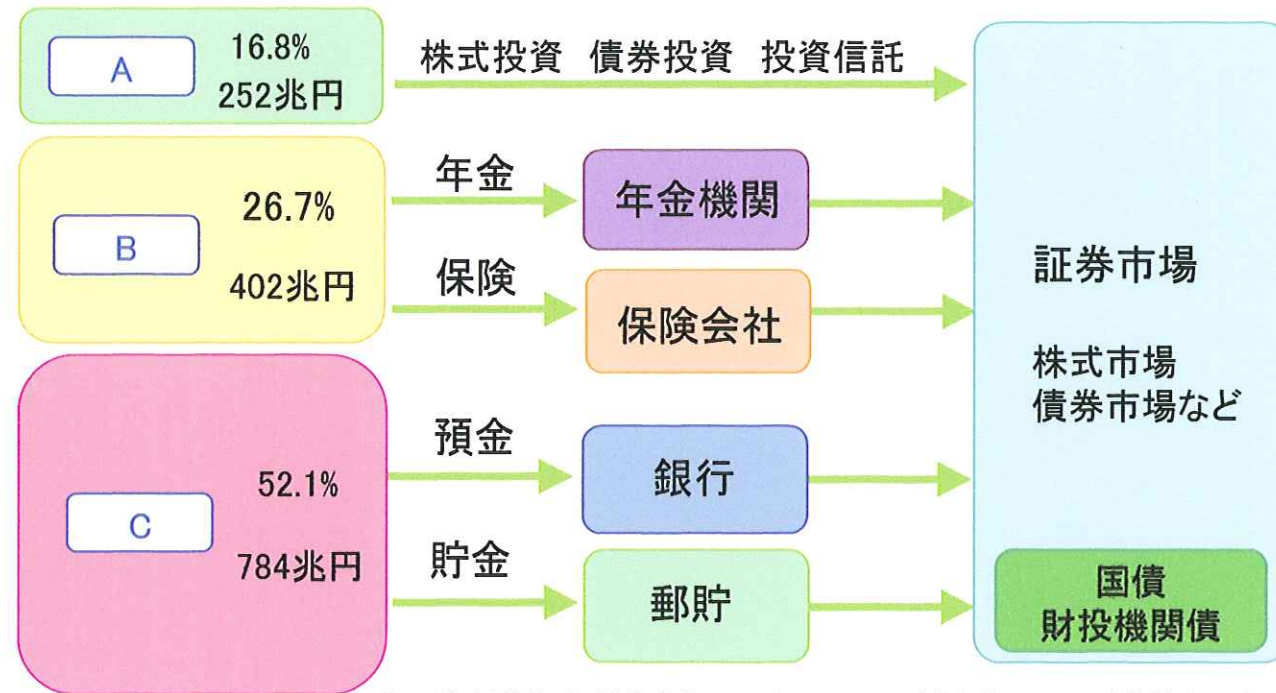 A
16.8%
252兆円
株式投資 債券投資 投資信託
B
26.7%
402兆円
年金
年金機関
保険
保険会社
証券市場
株式市場
債券市場など
C
52.1%
784兆円
預金
銀行
貯金
郵貯
国債
財投機関債